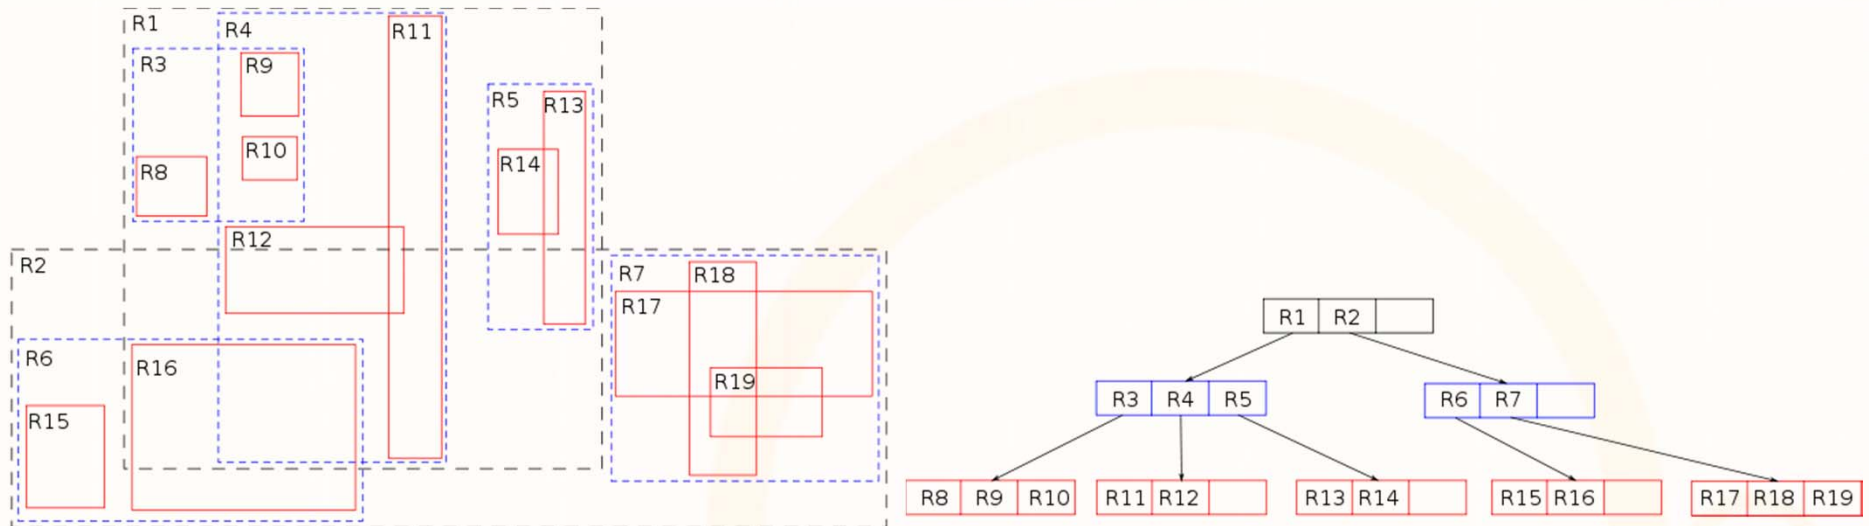 R1
R4
R11
R3
R9
R5
R13
R10
R14
R8
R12
R2
R7
R18
R17
R6
R16
R19
R15
R1 R2
R3 R4 R5
R6 R7
R8 R9 R10
R11 R12
R13 R14
R15 R16
R17 R18 R19